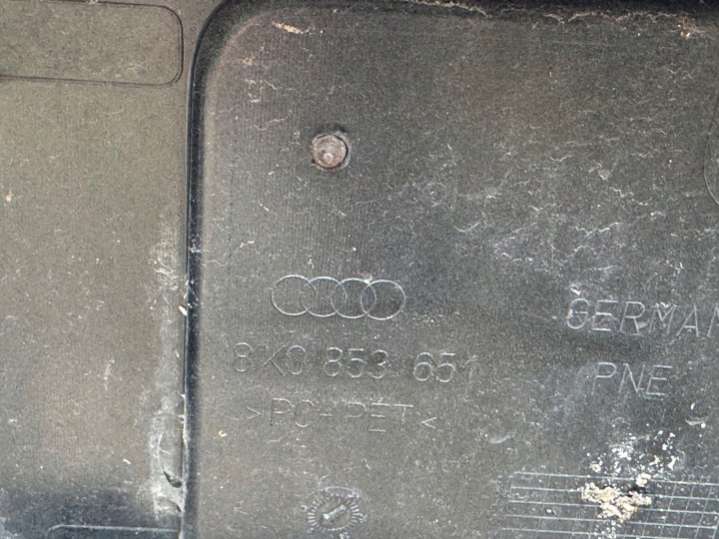 GERMAN
8K0 853 651
PNE
>PC+PET<